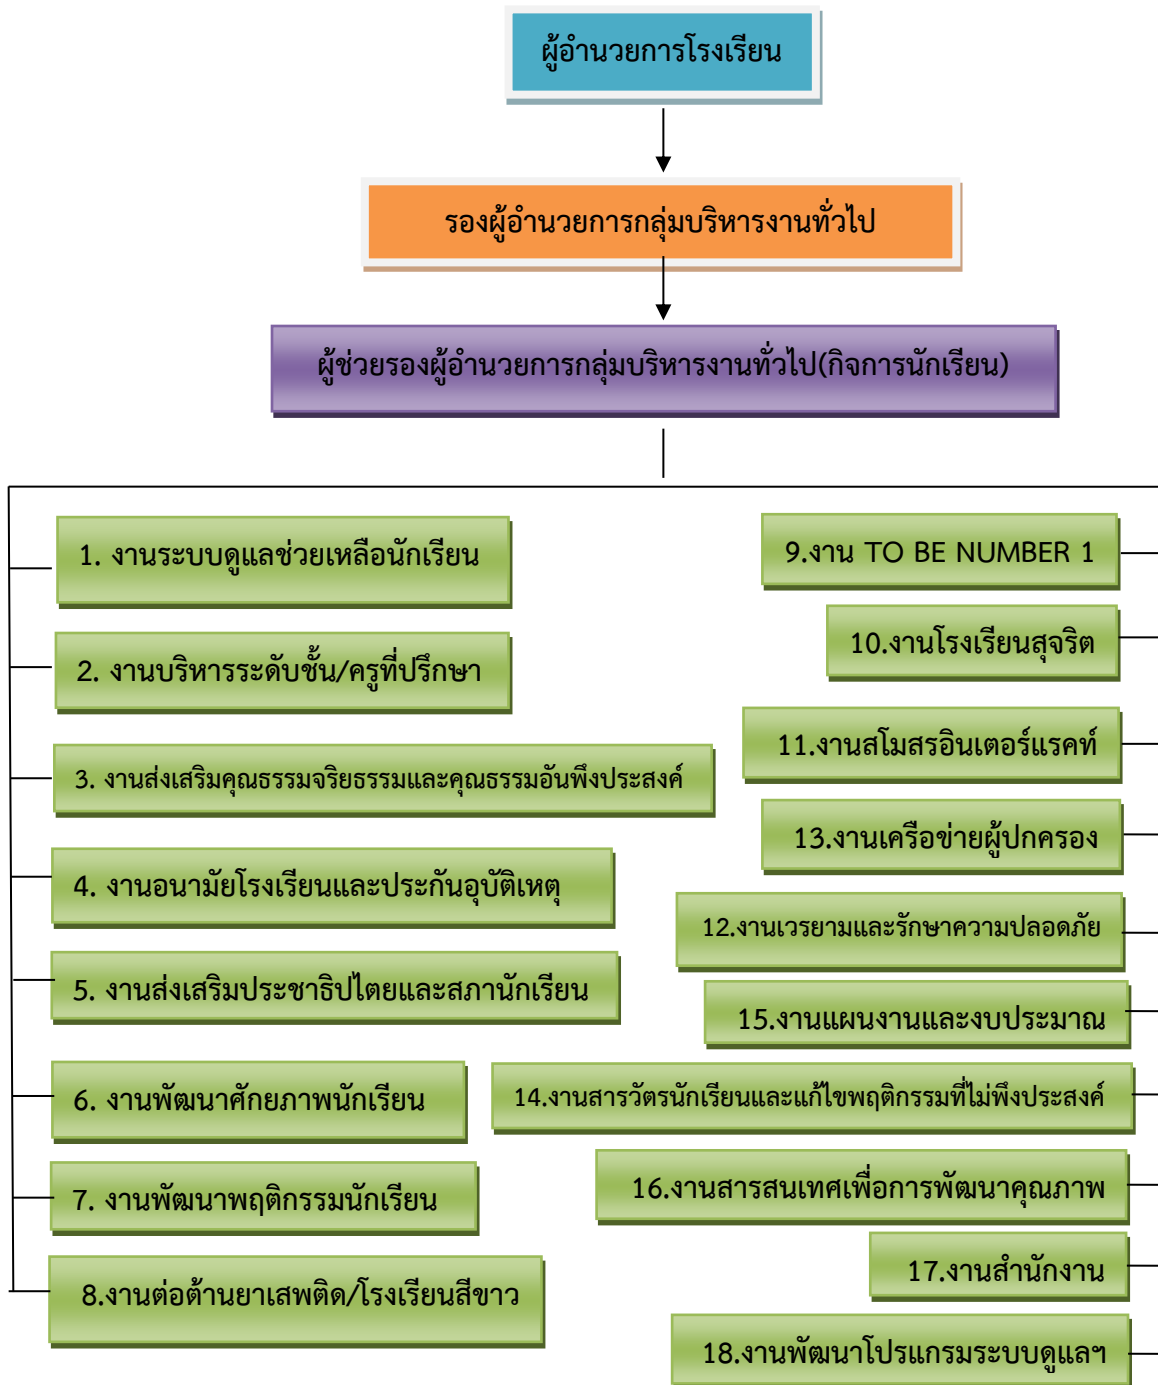 ผู้อำนวยการโรงเรียน
รองผู้อำนวยการกลุ่มบริหารงานทั่วไป
ผู้ช่วยรองผู้อำนวยการกลุ่มบริหารงานทั่วไป(กิจการนักเรียน)
1. งานระบบดูแลช่วยเหลือนักเรียน
2. งานบริหารระดับชั้น/ครูที่ปรึกษา
3. งานส่งเสริมคุณธรรมจริยธรรมและคุณธรรมอันพึงประสงค์
4. งานอนามัยโรงเรียนและประกันอุบัติเหตุ
5. งานส่งเสริมประชาธิปไตยและสภานักเรียน
6. งานพัฒนาศักยภาพนักเรียน
7. งานพัฒนาพฤติกรรมนักเรียน
8.งานต่อต้านยาเสพติด/โรงเรียนสีขาว
9.งาน TO BE NUMBER 1
10.งานโรงเรียนสุจริต
11.งานสโมสรอินเตอร์แรคท์
13.งานเครือข่ายผู้ปกครอง
12.งานเวรยามและรักษาความปลอดภัย
15.งานแผนงานและงบประมาณ
14.งานสารวัตรนักเรียนและแก้ไขพฤติกรรมที่ไม่พึงประสงค์
16.งานสารสนเทศเพื่อการพัฒนาคุณภาพ
17.งานสำนักงาน
18.งานพัฒนาโปรแกรมระบบดูแลฯ